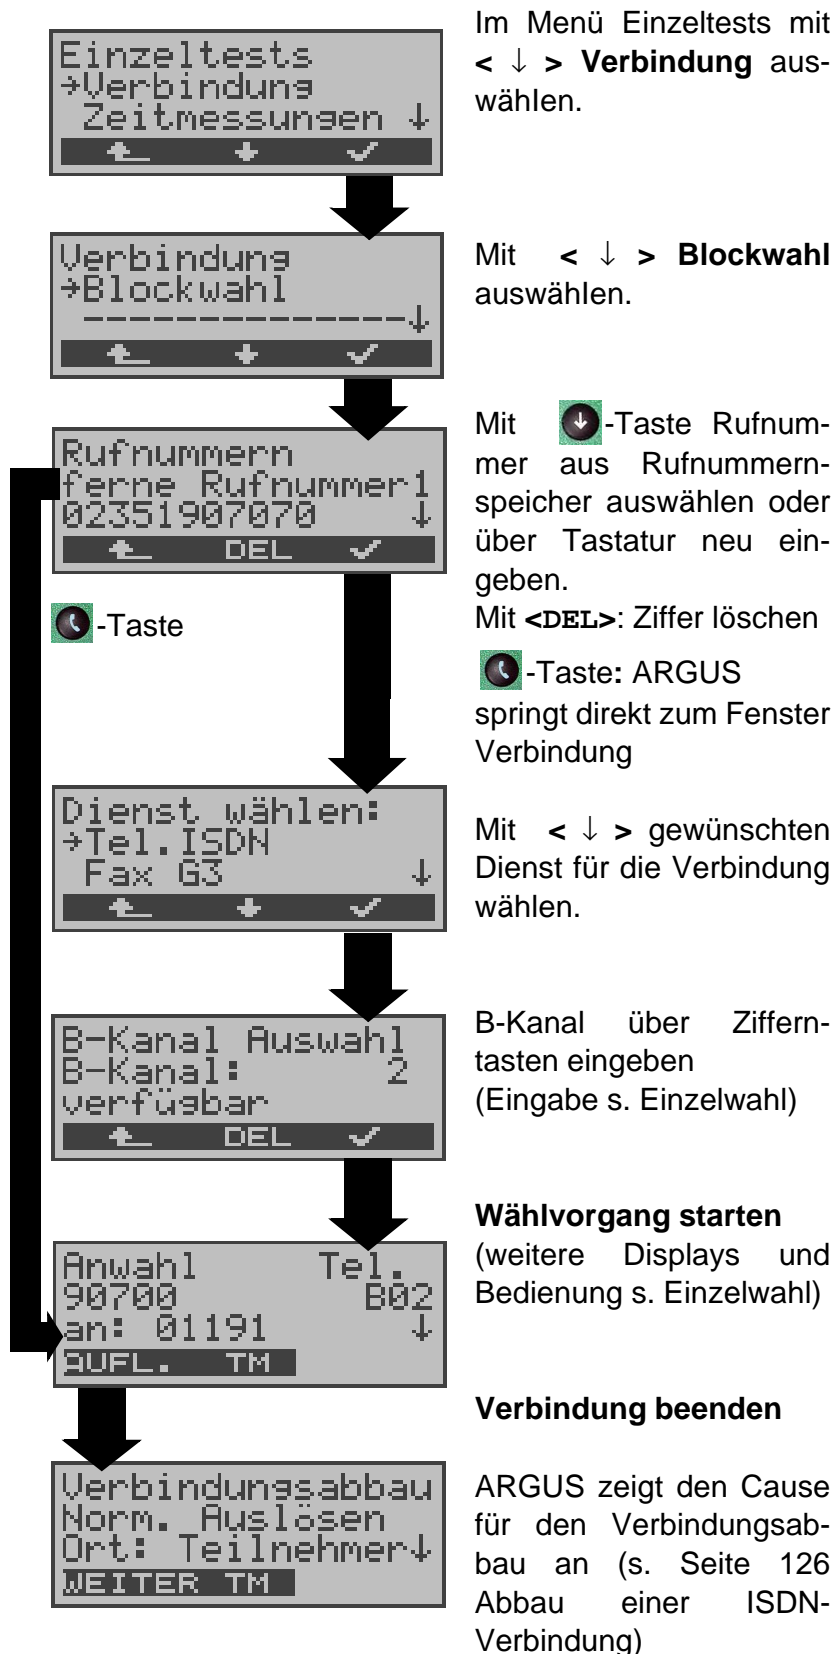 Einzeltests
→Verbindung
Zeitmessungen ↓
Im Menü Einzeltests mit
< ↓ > Verbindung aus-
wählen.
Verbindung
→Blockwahl
--------------↓
Mit < ↓ > Blockwahl
auswählen.
Rufnummern
ferne Rufnummer1
02351907070 ↓
DEL
-Taste
Mit -Taste Rufnum-
mer aus Rufnummern-
speicher auswählen oder
über Tastatur neu ein-
geben.
Mit <DEL>: Ziffer löschen
-Taste: ARGUS
springt direkt zum Fenster
Verbindung
Dienst wählen:
→Tel.ISDN
Fax G3 ↓
Mit < ↓ > gewünschten
Dienst für die Verbindung
wählen.
B-Kanal Auswahl
B-Kanal: 2
verfügbar
DEL
B-Kanal über Ziffern-
tasten eingeben
(Eingabe s. Einzelwahl)
Anwahl Tel.
90700 B02
an: 01191 ↓
AUFL. TM
Wählvorgang starten
(weitere Displays und
Bedienung s. Einzelwahl)
Verbindung beenden
Verbindungsabbau
Norm. Auslösen
Ort: Teilnehmer↓
WEITER TM
ARGUS zeigt den Cause
für den Verbindungsab-
bau an (s. Seite 126
Abbau einer ISDN-
Verbindung)